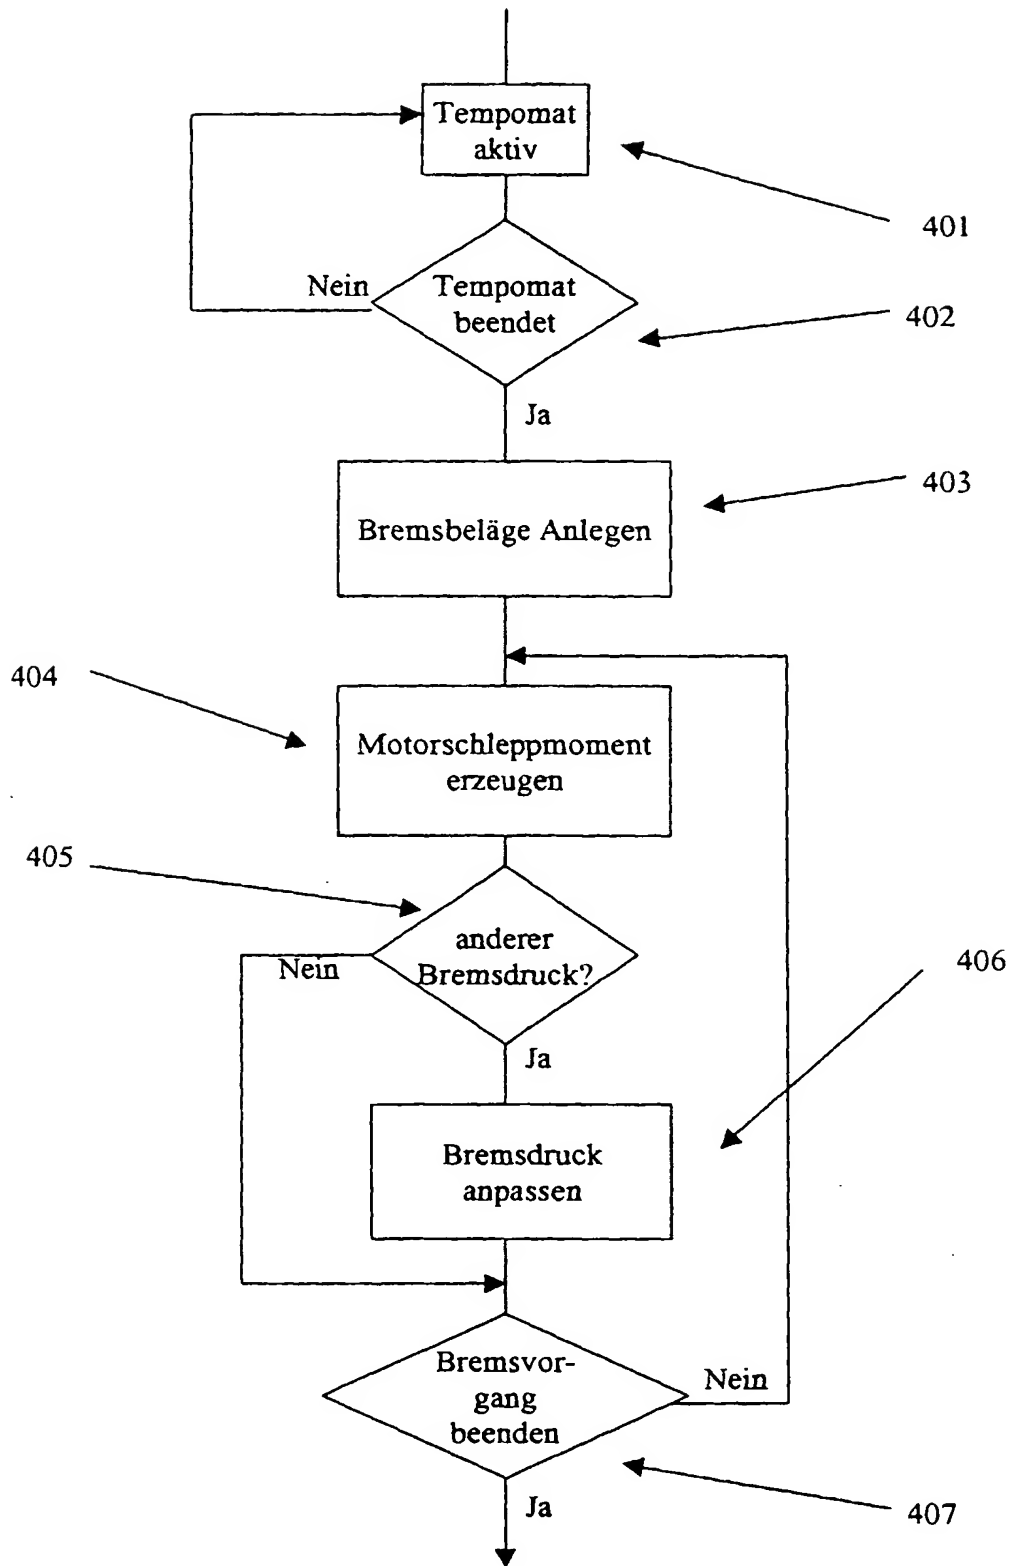 Tempomat
aktiv
401
Nein
Tempomat
beendet
402
Ja
403
Bremsbeläge Anlegen
404
Motorschleppmoment
erzeugen
405
anderer
Bremsdruck?
Nein
406
Ja
Bremsdruck
anpassen
Bremsvor-
gang
beenden
Nein
Ja
407